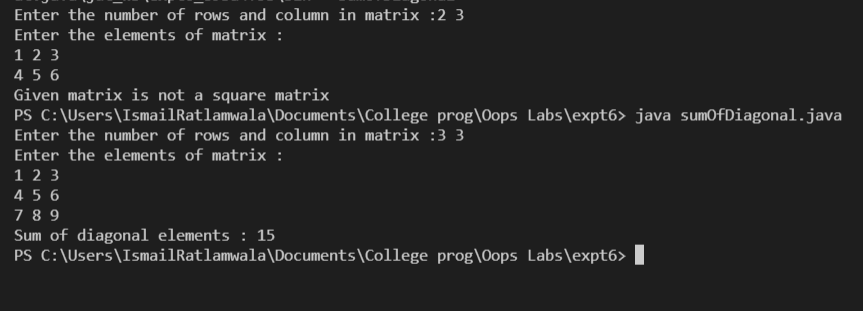 Enter the number of rows and column in matrix :2 3
Enter the elements of matrix :
1 2 3
4 5 6
Given matrix is not a square matrix
PS C:\Users\IsmailRatlamwala\Documents\College prog\Oops Labs\expt6> java sumOfDiagonal.java
Enter the number of rows and column in matrix :3 3
Enter the elements of matrix :
1 2 3
4 5 6
7 8 9
Sum of diagonal elements : 15
PS C:\Users\IsmailRatlamwala\Documents\College prog\Oops Labs\expt6>